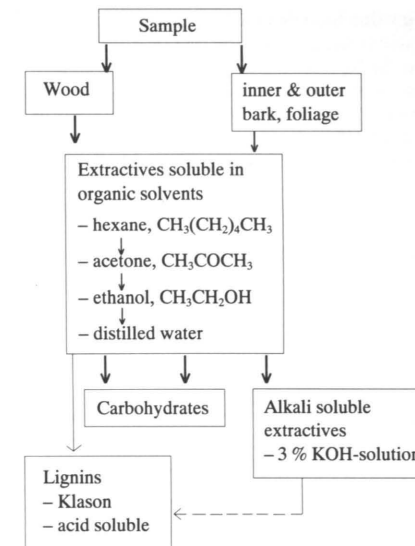 Sample
Wood
inner & outer
bark, foliage
Extractives soluble in
organic solvents
– hexane, CH₃(CH₂)₄CH₃
– acetone, CH₃COCH₃
– ethanol, CH₃CH₂OH
– distilled water
Carbohydrates
Alkali soluble
extractives
– 3 % KOH-solution
Lignins
– Klason
– acid soluble